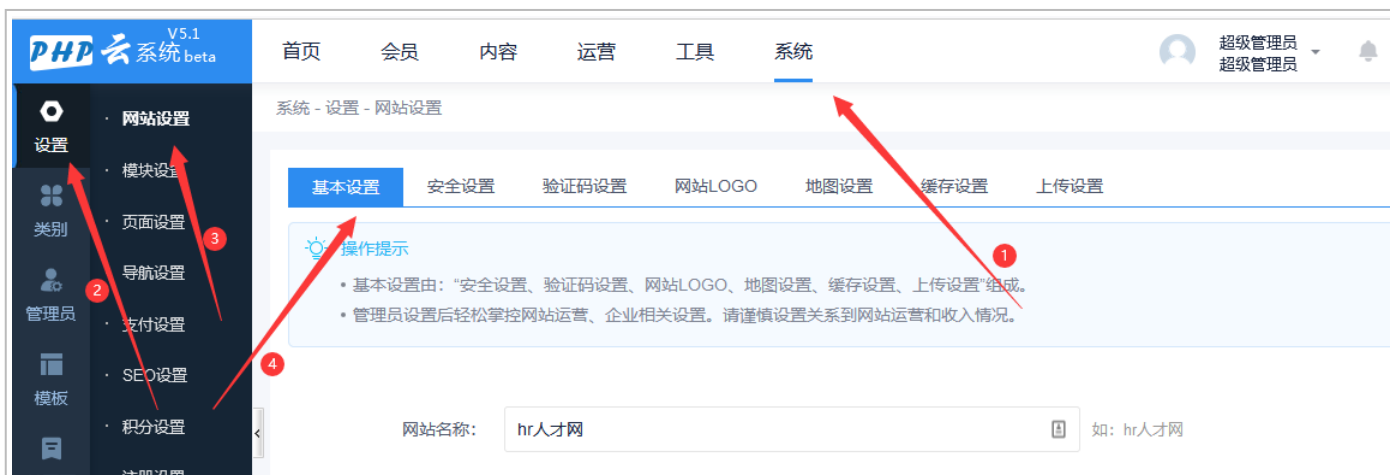 V5.1
PHP云系统beta
首页 会员 内容 运营 工具 系统
超级管理员
超级管理员
系统 - 设置 - 网站设置
设置
类别
管理员
模板
· 网站设置
· 模块设置
· 页面设置
导航设置
· 支付设置
· SEO设置
· 积分设置
注册设置
基本设置 安全设置 验证码设置 网站LOGO 地图设置 缓存设置 上传设置
操作提示
• 基本设置由：“安全设置、验证码设置、网站LOGO、地图设置、缓存设置、上传设置”组成。
• 管理员设置后轻松掌控网站运营、企业相关设置。请谨慎设置关系到网站运营和收入情况。
网站名称： hr人才网 如：hr人才网
1
2
3
4